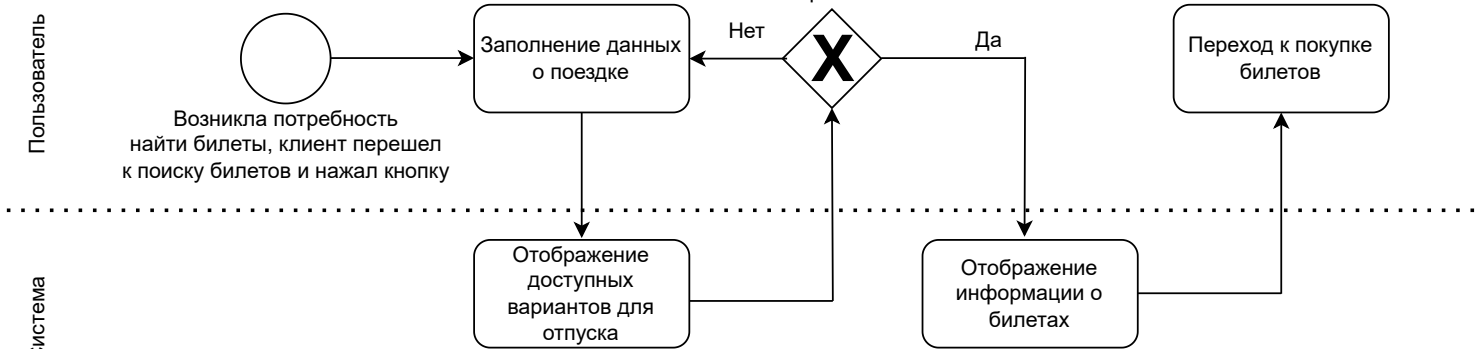 Пользователь
Заполнение данных
о поездке
Нет
X
Да
Переход к покупке
билетов
Возникла потребность
найти билеты, клиент перешел
к поиску билетов и нажал кнопку
Отображение
доступных
вариантов для
отпуска
Отображение
информации о
билетах